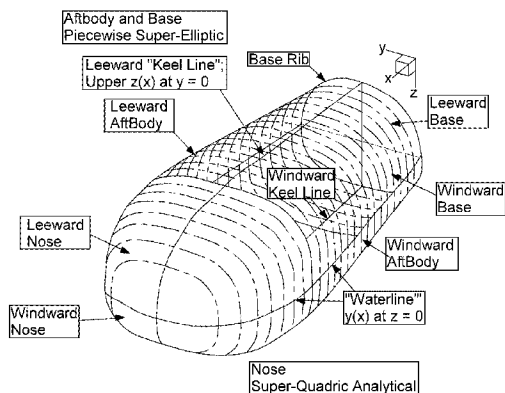 Aftbody and Base
Piecewise Super-Elliptic
Leeward "Keel Line";
Upper z(x) at y = 0
Base Rib
y
x
z
Leeward
AftBody
Leeward
Base
Windward
Keel Line
Windward
Base
Leeward
Nose
Windward
AftBody
Windward
Nose
"Waterline"
y(x) at z = 0
Nose
Super-Quadric Analytical